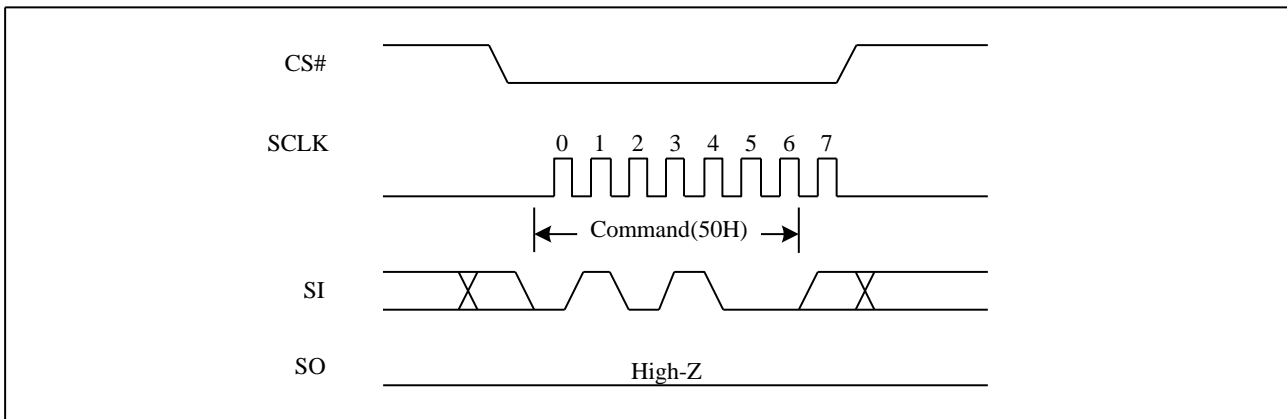 CS#
SCLK
0 1 2 3 4 5 6 7
Command(50H)
SI
SO
High-Z